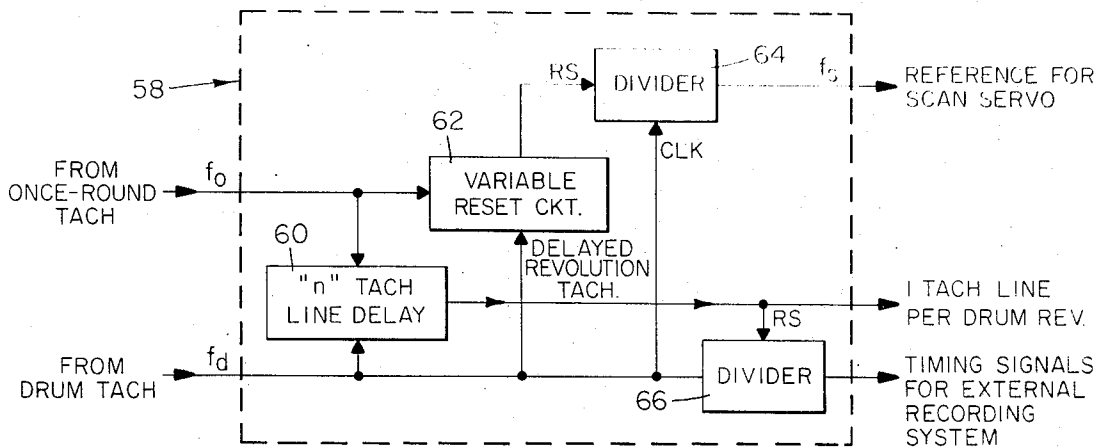 58
62
64
RS
DIVIDER
fs
REFERENCE FOR
SCAN SERVO
CLK
FROM
ONCE-ROUND
TACH
fo
VARIABLE
RESET CKT.
60
"n" TACH
LINE DELAY
DELAYED
REVOLUTION
TACH.
1 TACH LINE
PER DRUM REV.
RS
FROM
DRUM TACH
fd
DIVIDER
66
TIMING SIGNALS
FOR EXTERNAL
RECORDING
SYSTEM